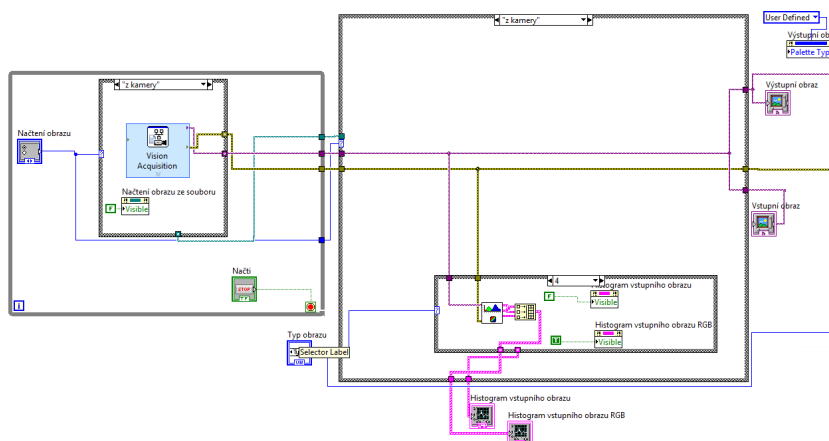 "z kamery"
User Defined
Výstupní ob
Palette Typ
"z kamery"
Načtení obrazu
Vision
Acquisition
Výstupní obraz
Načtení obrazu ze souboru
F
Visible
Vstupní obraz
Načti
STOP
TF
i
4
Histogram vstupního obrazu
F
Visible
Histogram vstupního obrazu RGB
Visible
Typ obrazu
Selector Label
Histogram vstupního obrazu
Histogram vstupního obrazu RGB